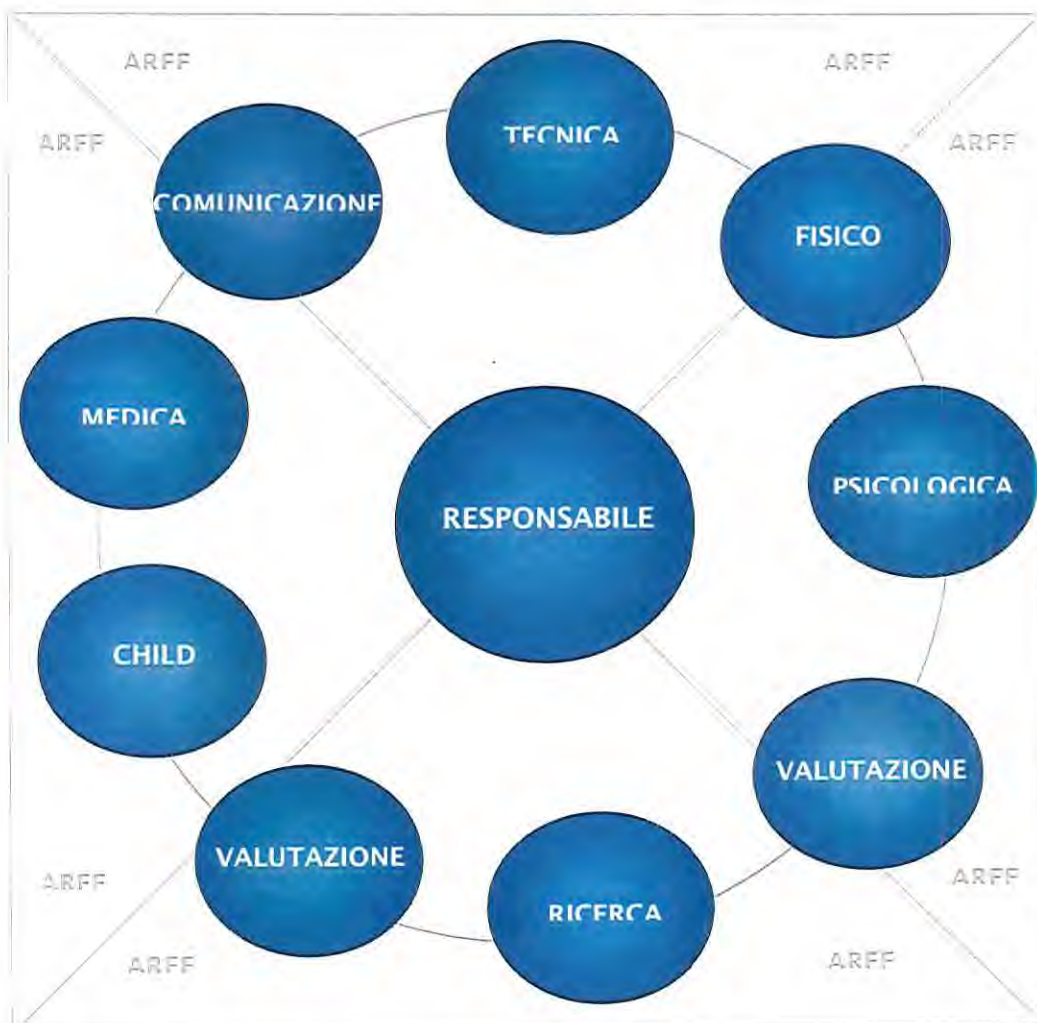 ARFF
ARFF
TECNICA
ARFF
ARFF
COMUNICAZIONE
FISICO
MEDICA
PSICOLOGICA
RESPONSABILE
CHILD
VALUTAZIONE
VALUTAZIONE
RICERCA
ARFF
ARFF
ARFF
ARFF